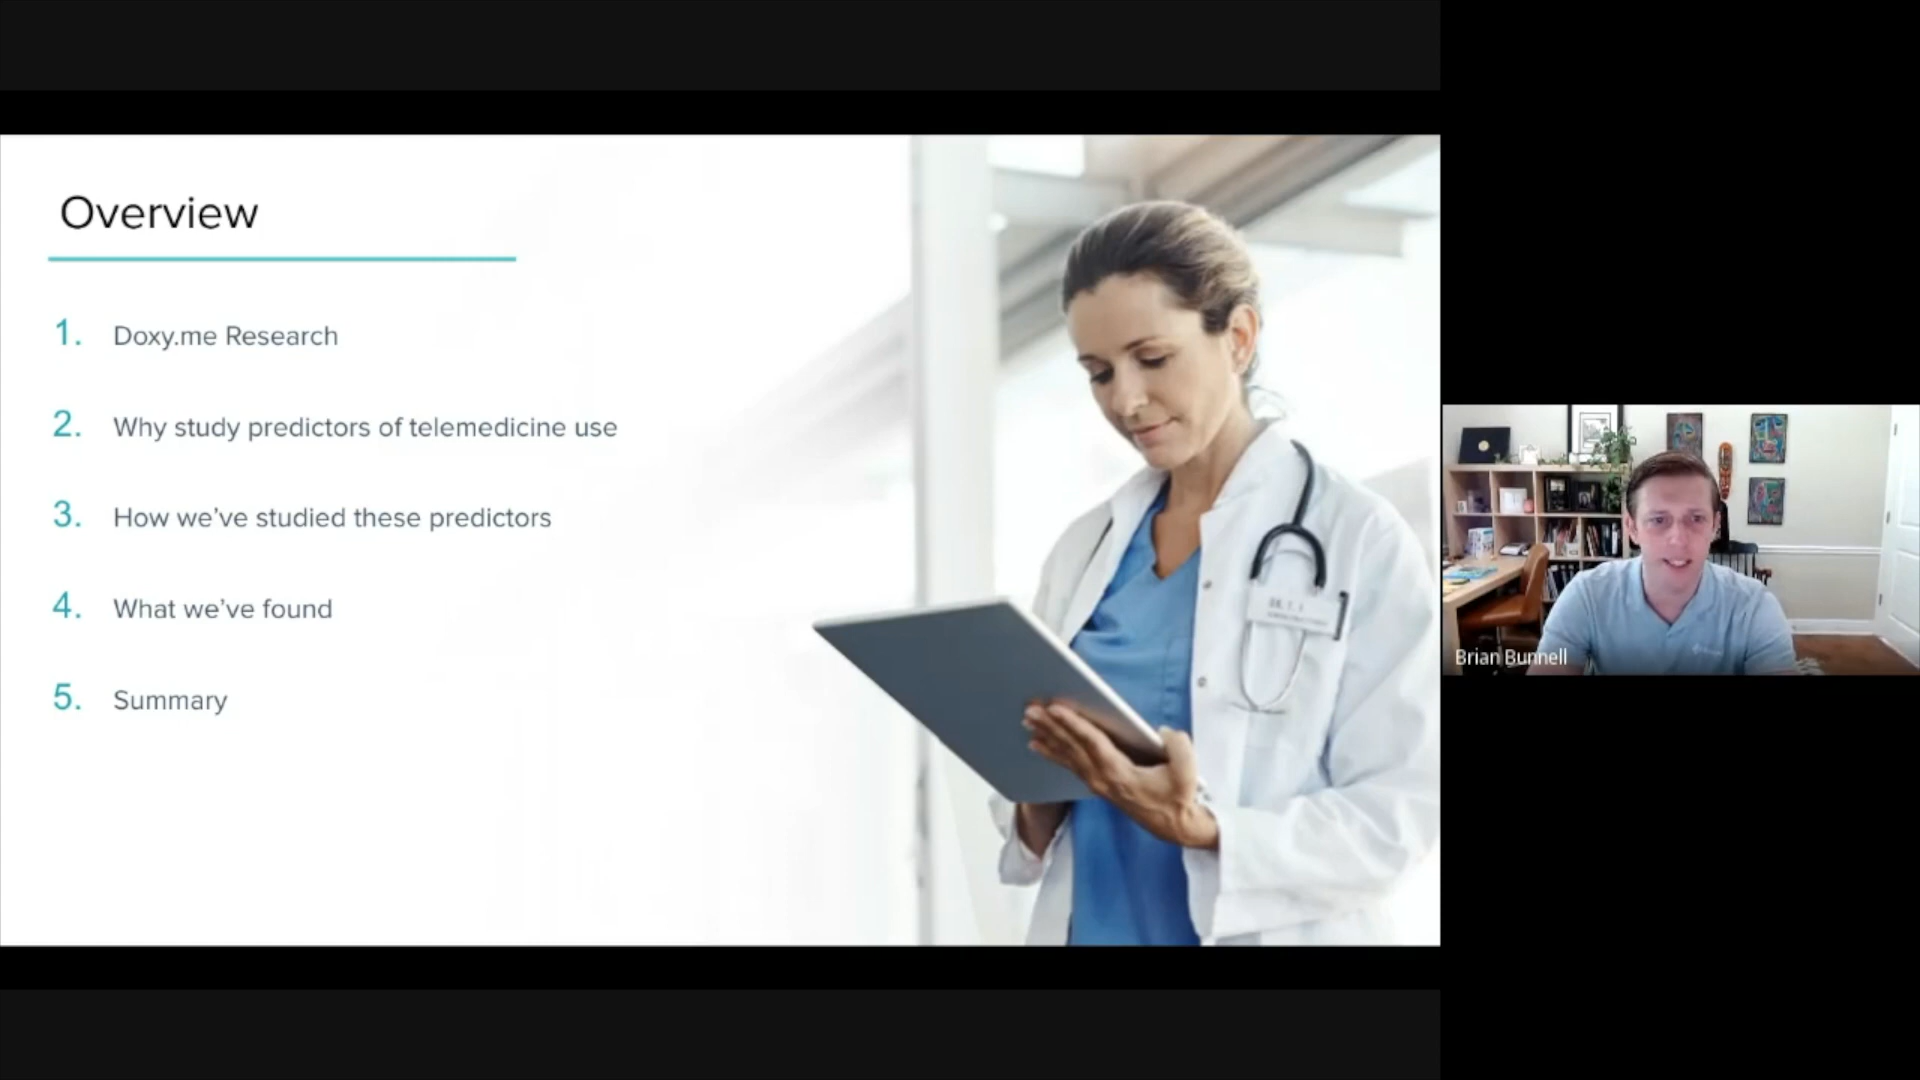 Overview
1. Doxy.me Research
2. Why study predictors of telemedicine use
3. How we've studied these predictors
4. What we've found
5. Summary
Brian Bunnell